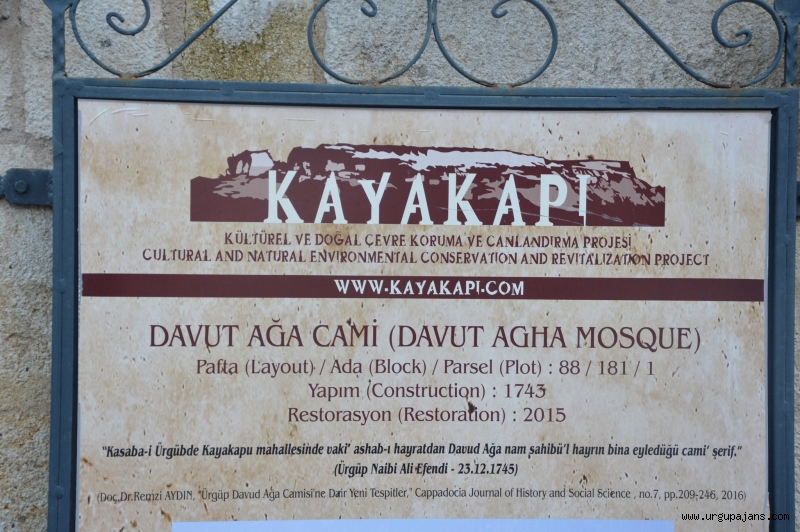 KAYAKAPI
KÜLTÜREL VE DOĞAL ÇEVRE KORUMA VE CANLANDIRMA PROJESİ
CULTURAL AND NATURAL ENVIRONMENTAL CONSERVATION AND REVITALIZATION PROJECT
WWW.KAYAKAPI.COM
DAVUT AĞA CAMİ (DAVUT AGHA MOSQUE)
Pafta (Layout) / Ada (Block) / Parsel (Plot) : 88 / 181 / 1
Yapım (Construction) : 1743
Restorasyon (Restoration) : 2015
"Kasaba-i Ürgübde Kayakapu mahallesinde vaki' ashab-ı hayratdan Davud Ağa nam şahibü'l hayrın bina eyledüğü cami' şerif."
(Ürgüp Naibi Ali Efendi - 23.12.1745)
(Doç.Dr.Remzi AYDIN, "Ürgüp Davud Ağa Camisi'ne Dair Yeni Tespitler," Cappadocia Journal of History and Social Science , no.7, pp.209-246, 2016)
www.urgupajans.com